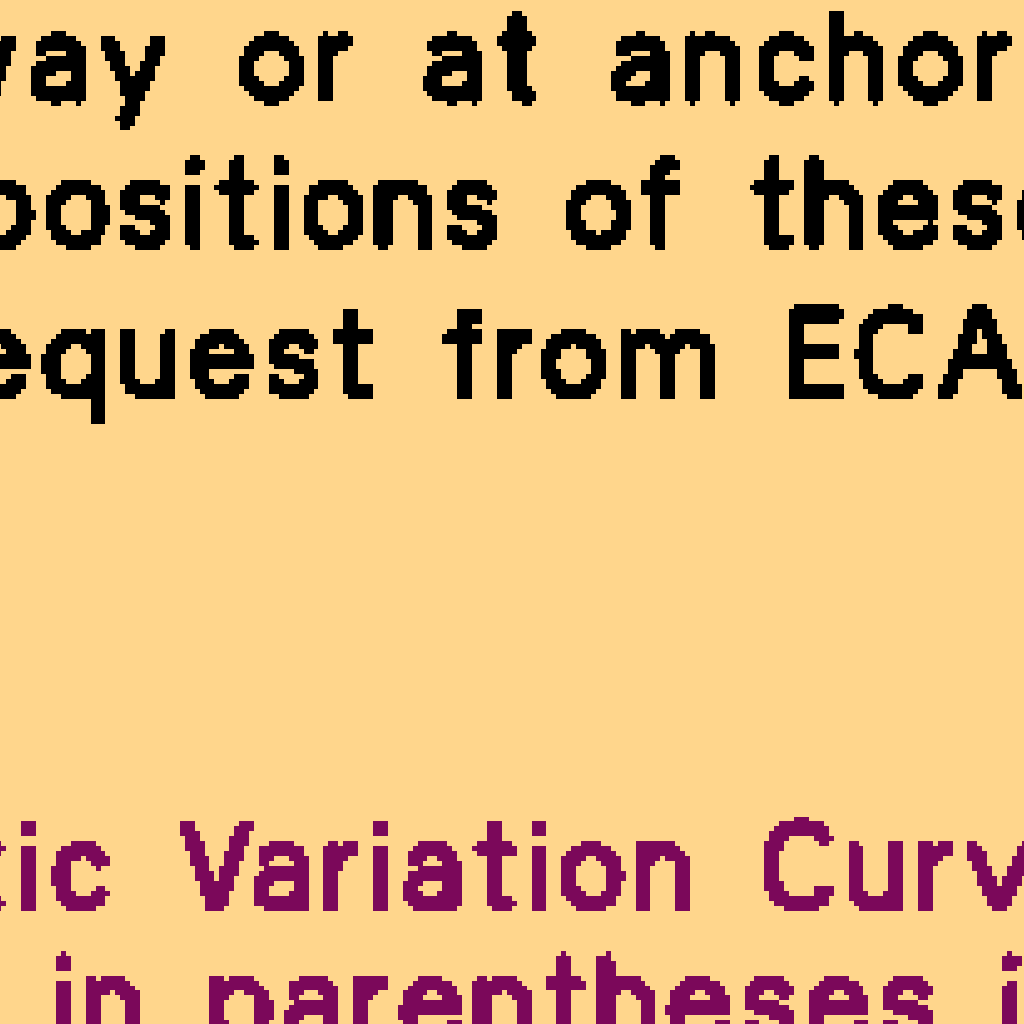 way or at anchor
positions of these
equest from ECA
tic Variation Curv
in parentheses i